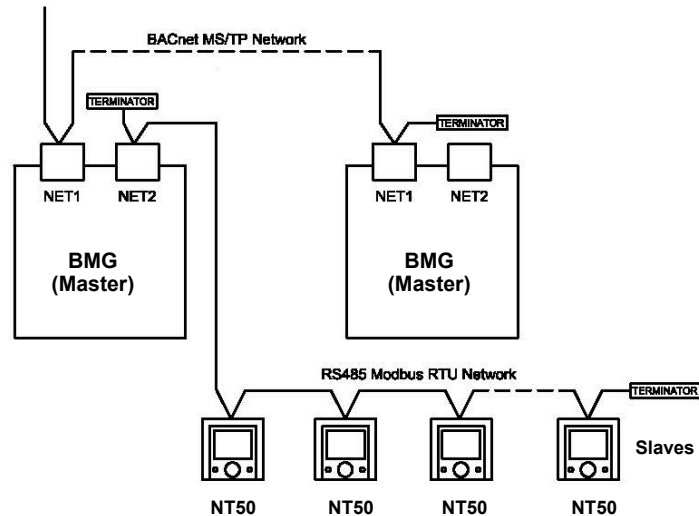 BACnet MS/TP Network
TERMINATOR
TERMINATOR
NET1
NET2
NET1
NET2
BMG
(Master)
BMG
(Master)
RS485 Modbus RTU Network
TERMINATOR
Slaves
NT50
NT50
NT50
NT50